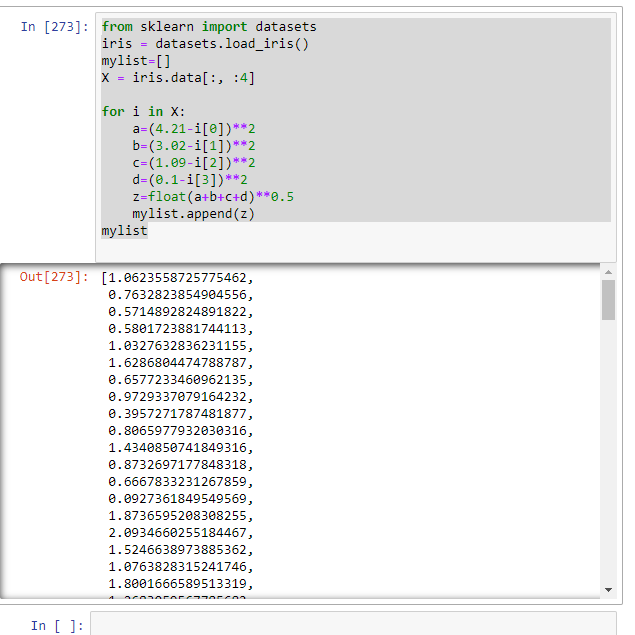 In [273]: from sklearn import datasets
iris = datasets.load_iris()
mylist=[]
X = iris.data[:, :4]
for i in X:
a=(4.21-i[0])**2
b=(3.02-i[1])**2
c=(1.09-i[2])**2
d=(0.1-i[3])**2
z=float(a+b+c+d)**0.5
mylist.append(z)
mylist
Out[273]: [1.0623558725775462,
0.7632823854904556,
0.5714892824891822,
0.5801723881744113,
1.0327632836231155,
1.6286804474788787,
0.6577233460962135,
0.9729337079164232,
0.3957271787481877,
0.8065977932030316,
1.4340850741849316,
0.8732697177848318,
0.6667833231267859,
0.0927361849549569,
1.8736595208308255,
2.0934660255184467,
1.5246638973885362,
1.0763828315241746,
1.8001666589513319,
In [ ]: